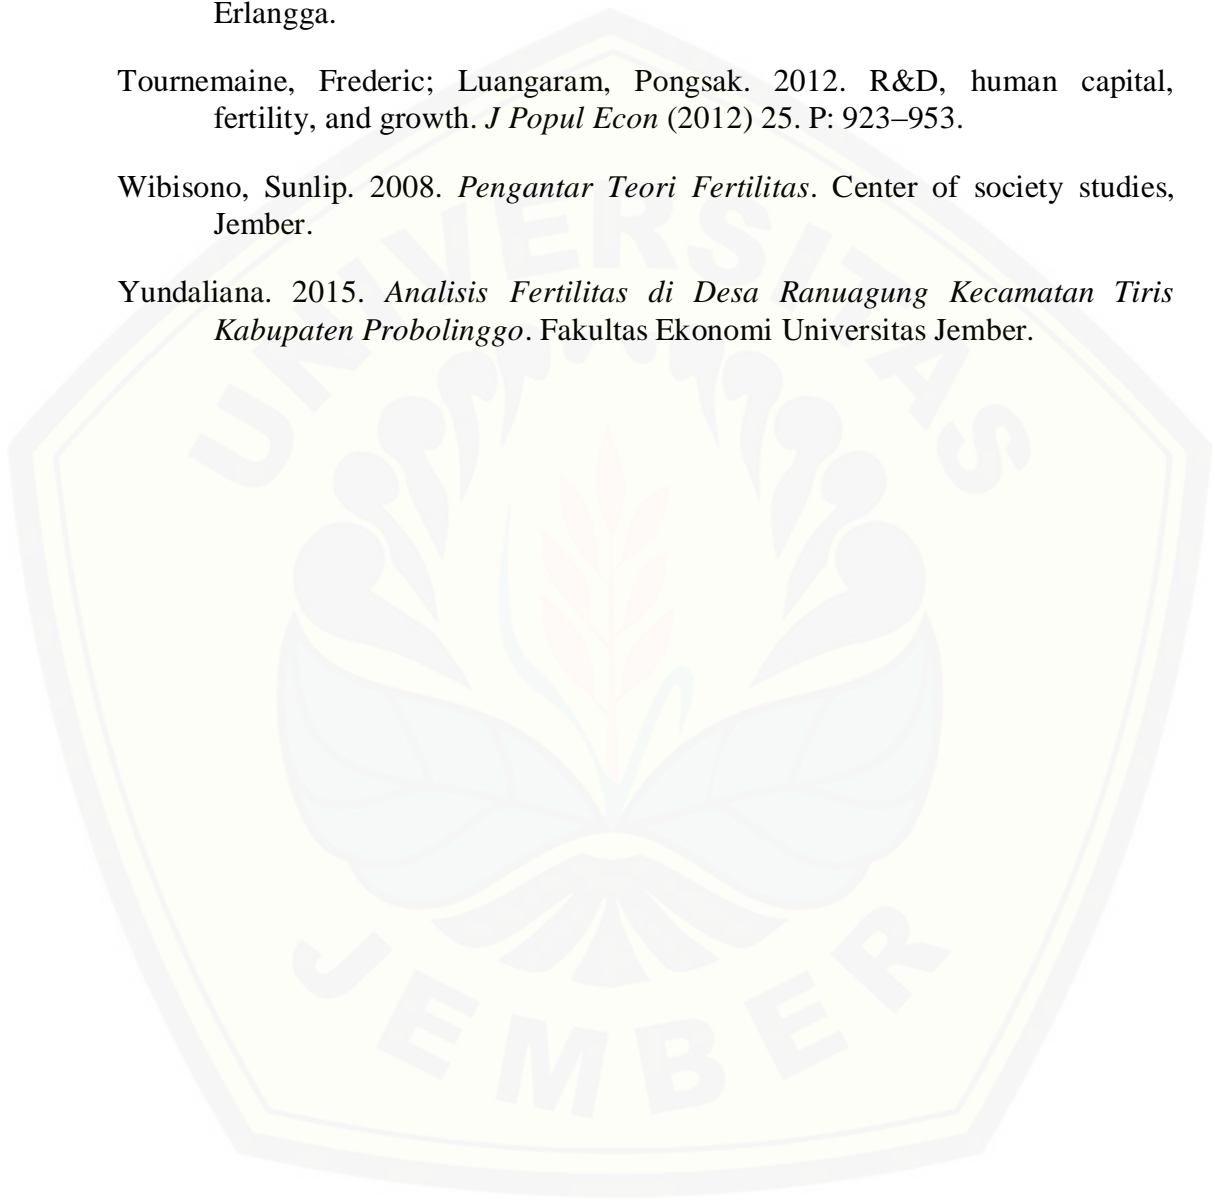 Erlangga.
Tournemaine, Frederic; Luangaram, Pongsak. 2012. R&D, human capital,
fertility, and growth. J Popul Econ (2012) 25. P: 923–953.
Wibisono, Sunlip. 2008. Pengantar Teori Fertilitas. Center of society studies,
Jember.
Yundaliana. 2015. Analisis Fertilitas di Desa Ranuagung Kecamatan Tiris
Kabupaten Probolinggo. Fakultas Ekonomi Universitas Jember.
UNIVERSITAS
JEMBER